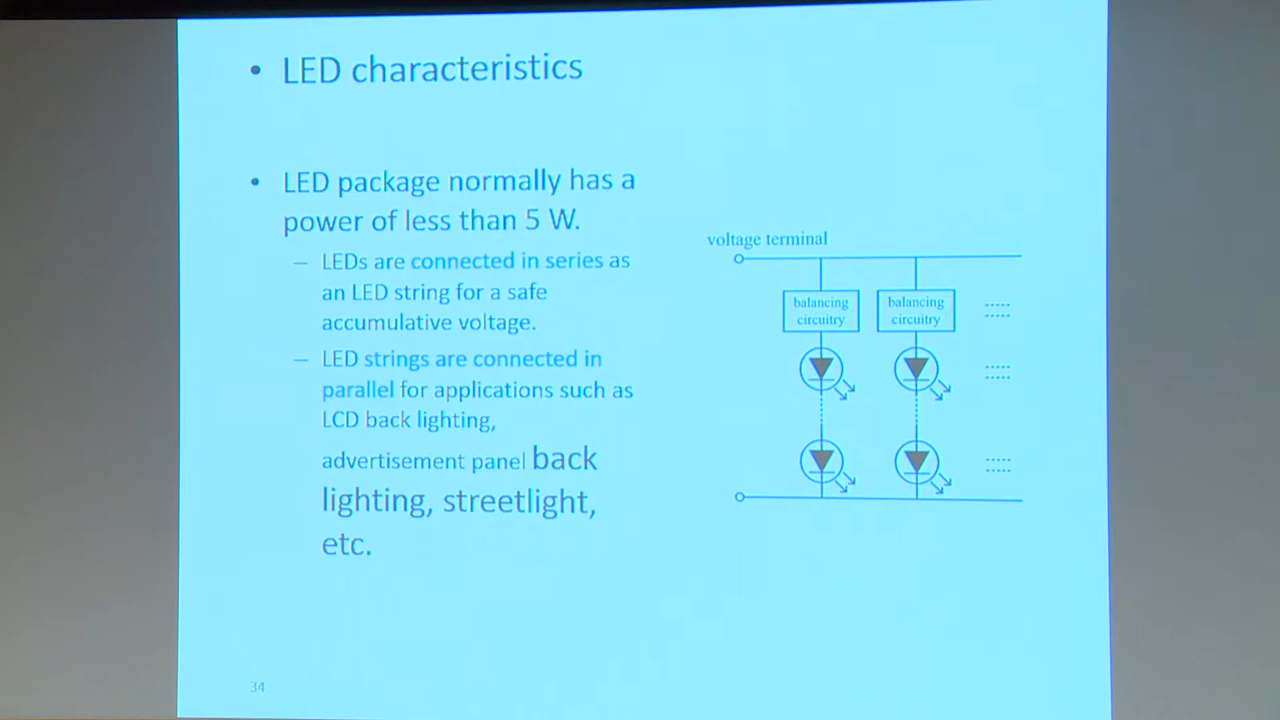 • LED characteristics
• LED package normally has a
power of less than 5 W.
– LEDs are connected in series as
an LED string for a safe
accumulative voltage.
– LED strings are connected in
parallel for applications such as
LCD back lighting,
advertisement panel back
lighting, streetlight,
etc.
voltage terminal
balancing
circuitry
balancing
circuitry
34